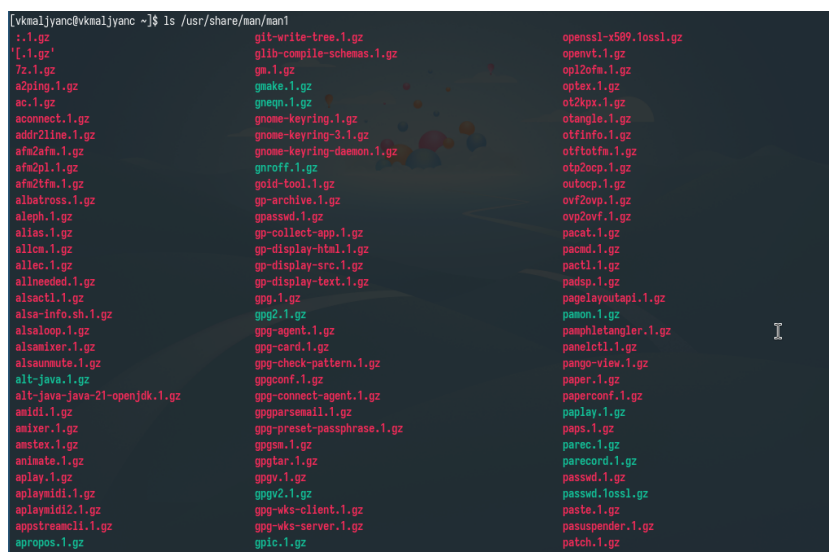 [vkmaljyanc@vkmaljyanc ~]$ ls /usr/share/man/man1
:.1.gz git-write-tree.1.gz openssl-x509.1ossl.gz
'[.1.gz' glib-compile-schemas.1.gz openvt.1.gz
7z.1.gz gm.1.gz opl2ofm.1.gz
a2ping.1.gz gmake.1.gz optex.1.gz
ac.1.gz gneqn.1.gz ot2kpx.1.gz
aconnect.1.gz gnome-keyring.1.gz otangle.1.gz
addr2line.1.gz gnome-keyring-3.1.gz otfinfo.1.gz
afm2afm.1.gz gnome-keyring-daemon.1.gz otftotfm.1.gz
afm2pl.1.gz gnroff.1.gz otp2ocp.1.gz
afm2tfm.1.gz goid-tool.1.gz outocp.1.gz
albatross.1.gz gp-archive.1.gz ovf2ovp.1.gz
aleph.1.gz gpasswd.1.gz ovp2ovf.1.gz
alias.1.gz gp-collect-app.1.gz pacat.1.gz
allcm.1.gz gp-display-html.1.gz pacmd.1.gz
allec.1.gz gp-display-src.1.gz pactl.1.gz
allneeded.1.gz gp-display-text.1.gz padsp.1.gz
alsactl.1.gz gpg.1.gz pagelayoutapi.1.gz
alsa-info.sh.1.gz gpg2.1.gz pamon.1.gz
alsaloop.1.gz gpg-agent.1.gz pamphletangler.1.gz
alsamixer.1.gz gpg-card.1.gz panelctl.1.gz
alsaunmute.1.gz gpg-check-pattern.1.gz pango-view.1.gz
alt-java.1.gz gpgconf.1.gz paper.1.gz
alt-java-java-21-openjdk.1.gz gpg-connect-agent.1.gz paperconf.1.gz
amidi.1.gz gpgparsemail.1.gz paplay.1.gz
amixer.1.gz gpg-preset-passphrase.1.gz paps.1.gz
amstex.1.gz gpgsm.1.gz parec.1.gz
animate.1.gz gpgtar.1.gz parecord.1.gz
aplay.1.gz gpgv.1.gz passwd.1.gz
aplaymidi.1.gz gpgv2.1.gz passwd.1ossl.gz
aplaymidi2.1.gz gpg-wks-client.1.gz paste.1.gz
appstreamcli.1.gz gpg-wks-server.1.gz pasuspender.1.gz
apropos.1.gz gpic.1.gz patch.1.gz